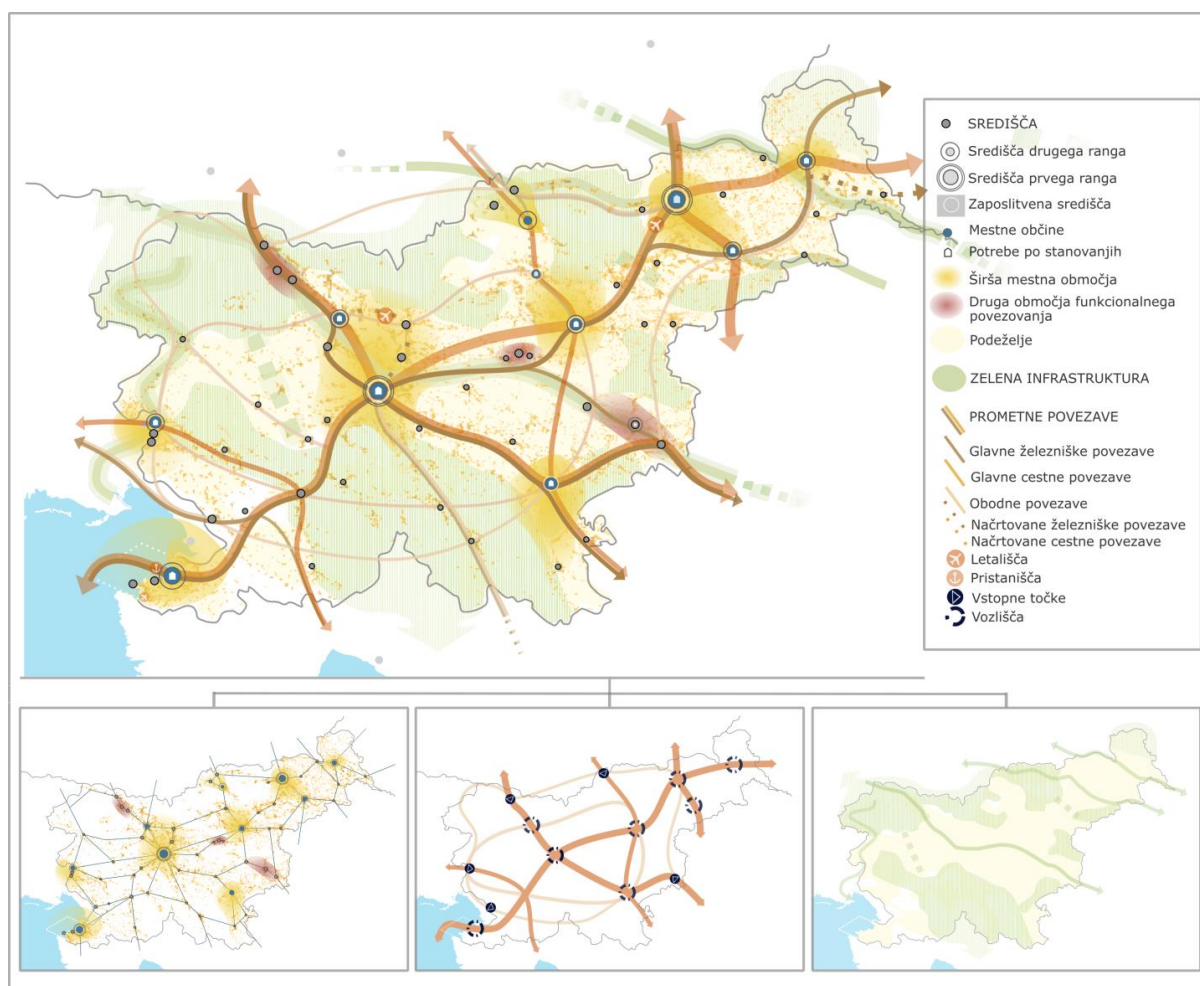 SREDIŠČA
Središča drugega ranga
Središča prvega ranga
Zaposlitvena središča
Mestne občine
Potrebe po stanovanjih
Širša mestna območja
Druga območja funkcionalnega
povezovanja
Podeželje
ZELENA INFRASTRUKTURA
PROMETNE POVEZAVE
Glavne železniške povezave
Glavne cestne povezave
Obodne povezave
Načrtovane železniške povezave
Načrtovane cestne povezave
Letališča
Pristanišča
Vstopne točke
Vozlišča